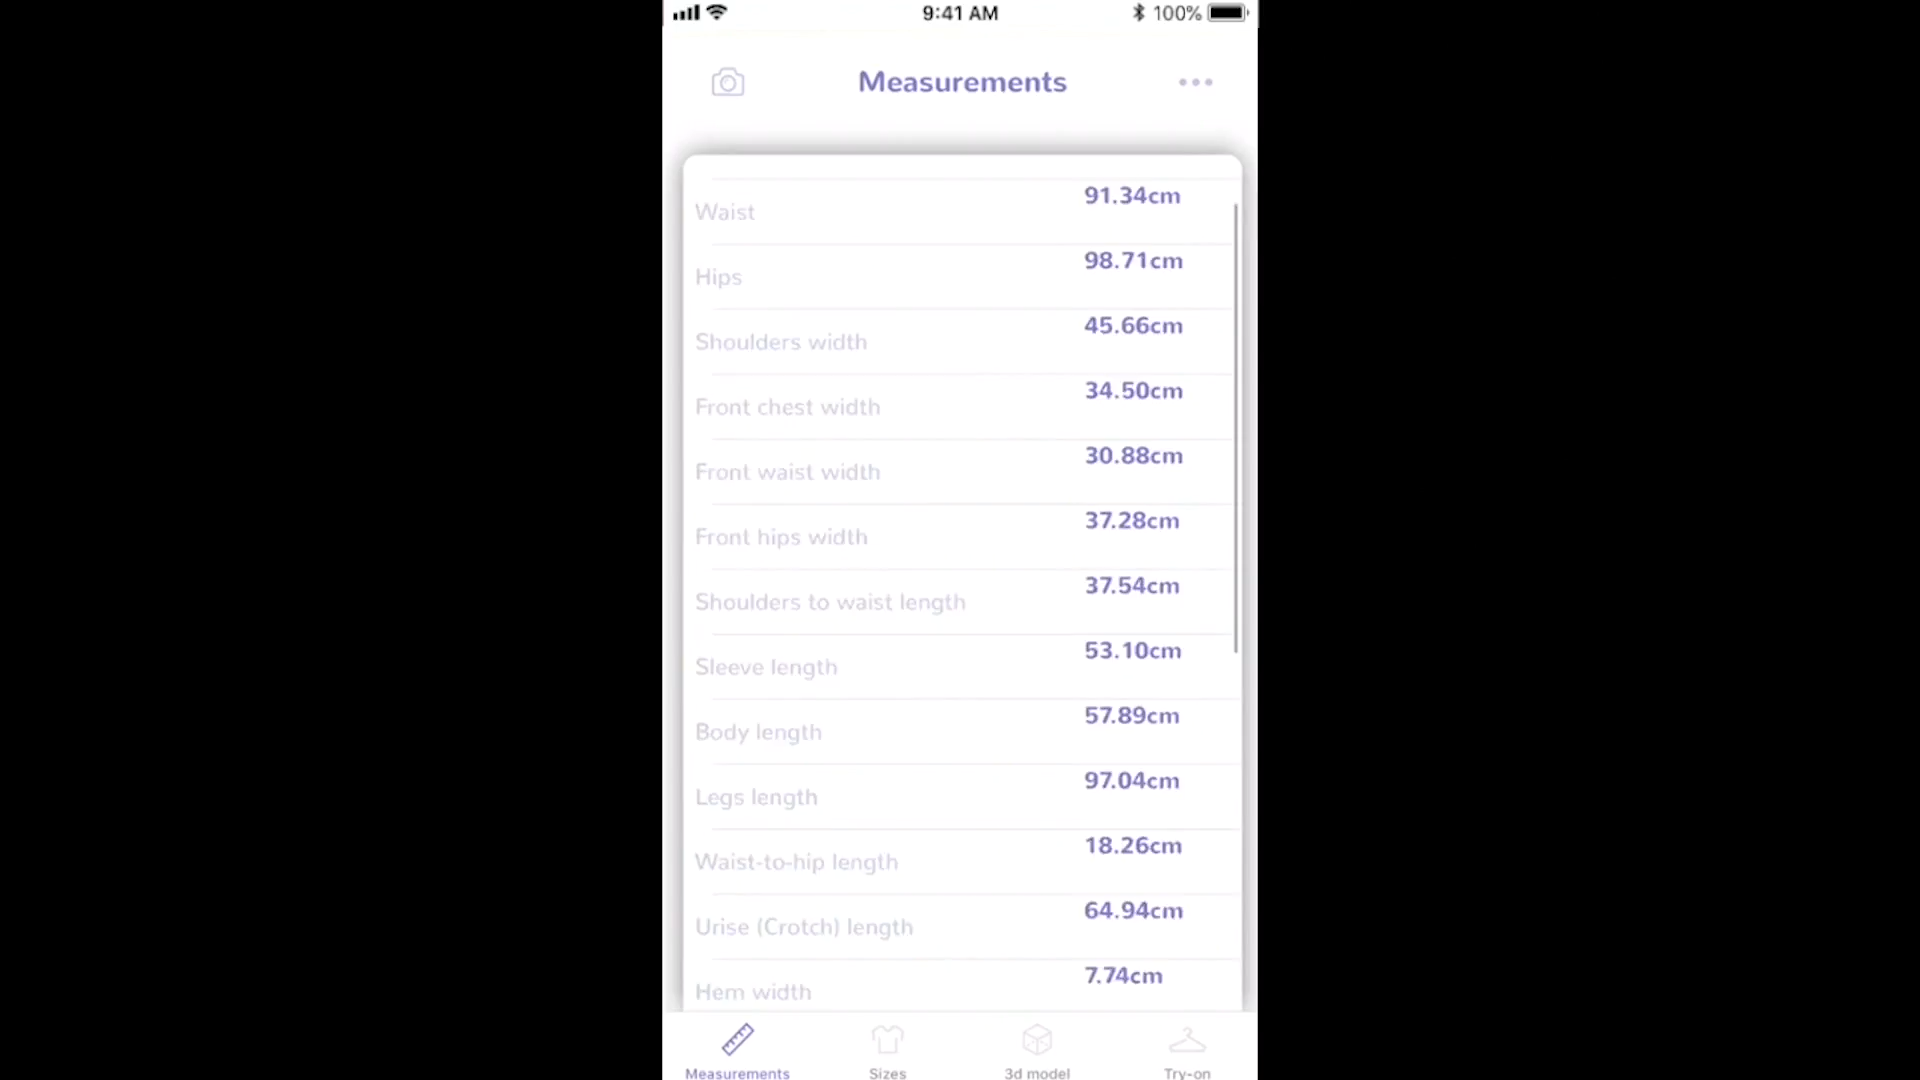 9:41 AM
100%
Measurements
Waist 91.34cm
Hips 98.71cm
Shoulders width 45.66cm
Front chest width 34.50cm
Front waist width 30.88cm
Front hips width 37.28cm
Shoulders to waist length 37.54cm
Sleeve length 53.10cm
Body length 57.89cm
Legs length 97.04cm
Waist-to-hip length 18.26cm
Urise (Crotch) length 64.94cm
Hem width 7.74cm
Measurements Sizes 3d model Try-on